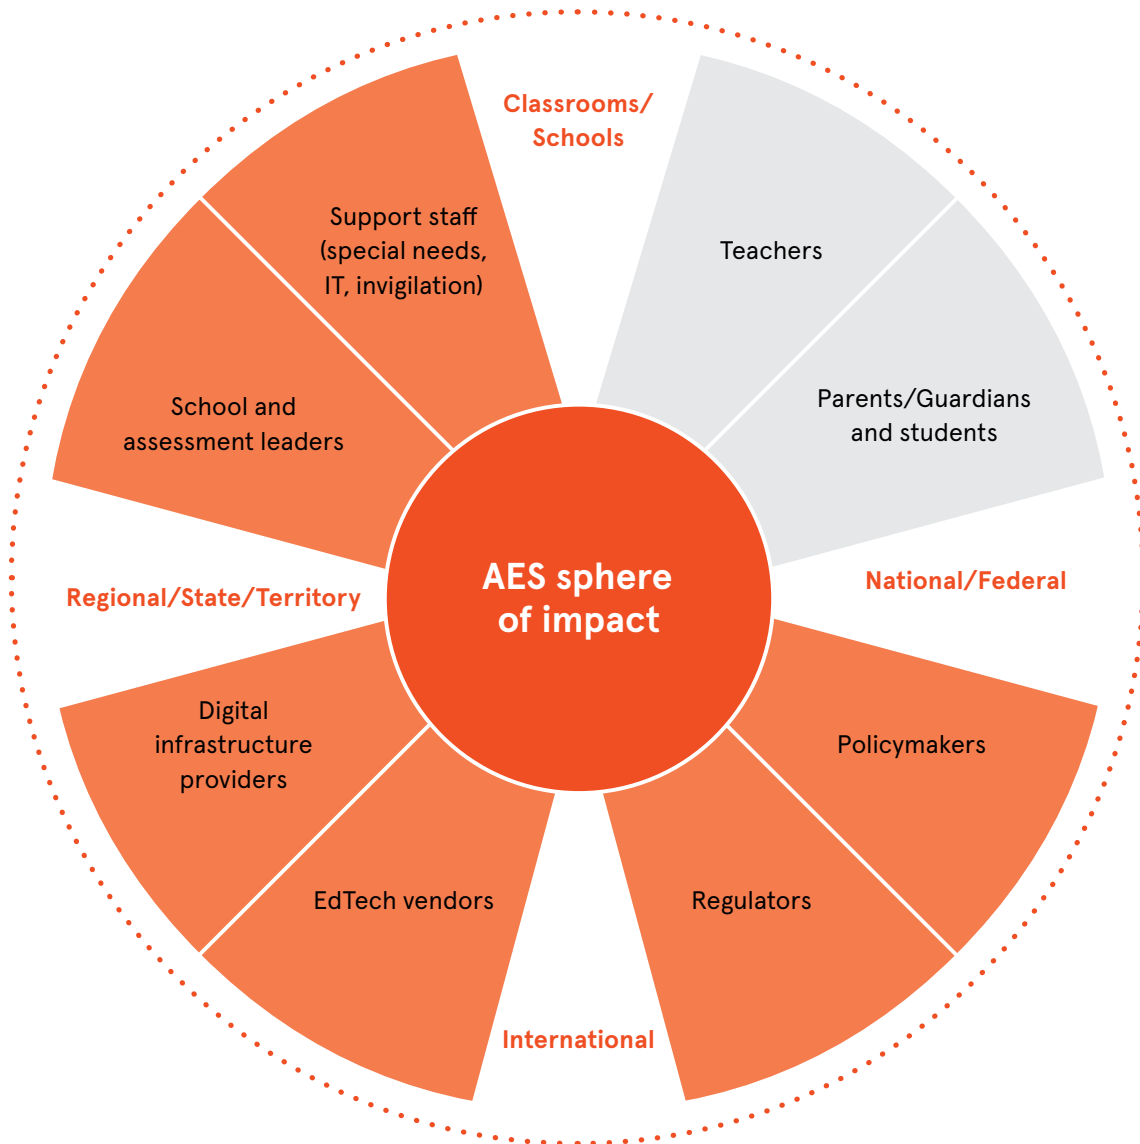 Classrooms/
Schools
Support staff
(special needs,
IT, invigilation)
Teachers
School and
assessment leaders
Parents/Guardians
and students
AES sphere
of impact
Regional/State/Territory
National/Federal
Digital
infrastructure
providers
Policymakers
EdTech vendors
Regulators
International